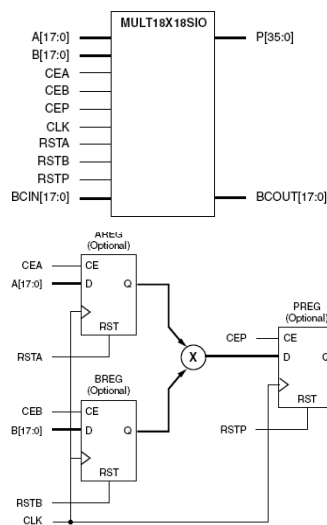 MULT18X18SIO
A[17:0]
B[17:0]
CEA
CEB
CEP
CLK
RSTA
RSTB
RSTP
BCIN[17:0]
P[35:0]
BCOUT[17:0]
AREG
(Optional)
CEA
A[17:0]
CE
D
Q
RST
RSTA
X
PREG
(Optional)
CEP
CE
D
Q
RST
RSTP
BREG
(Optional)
CEB
B[17:0]
CE
D
Q
RST
RSTB
CLK